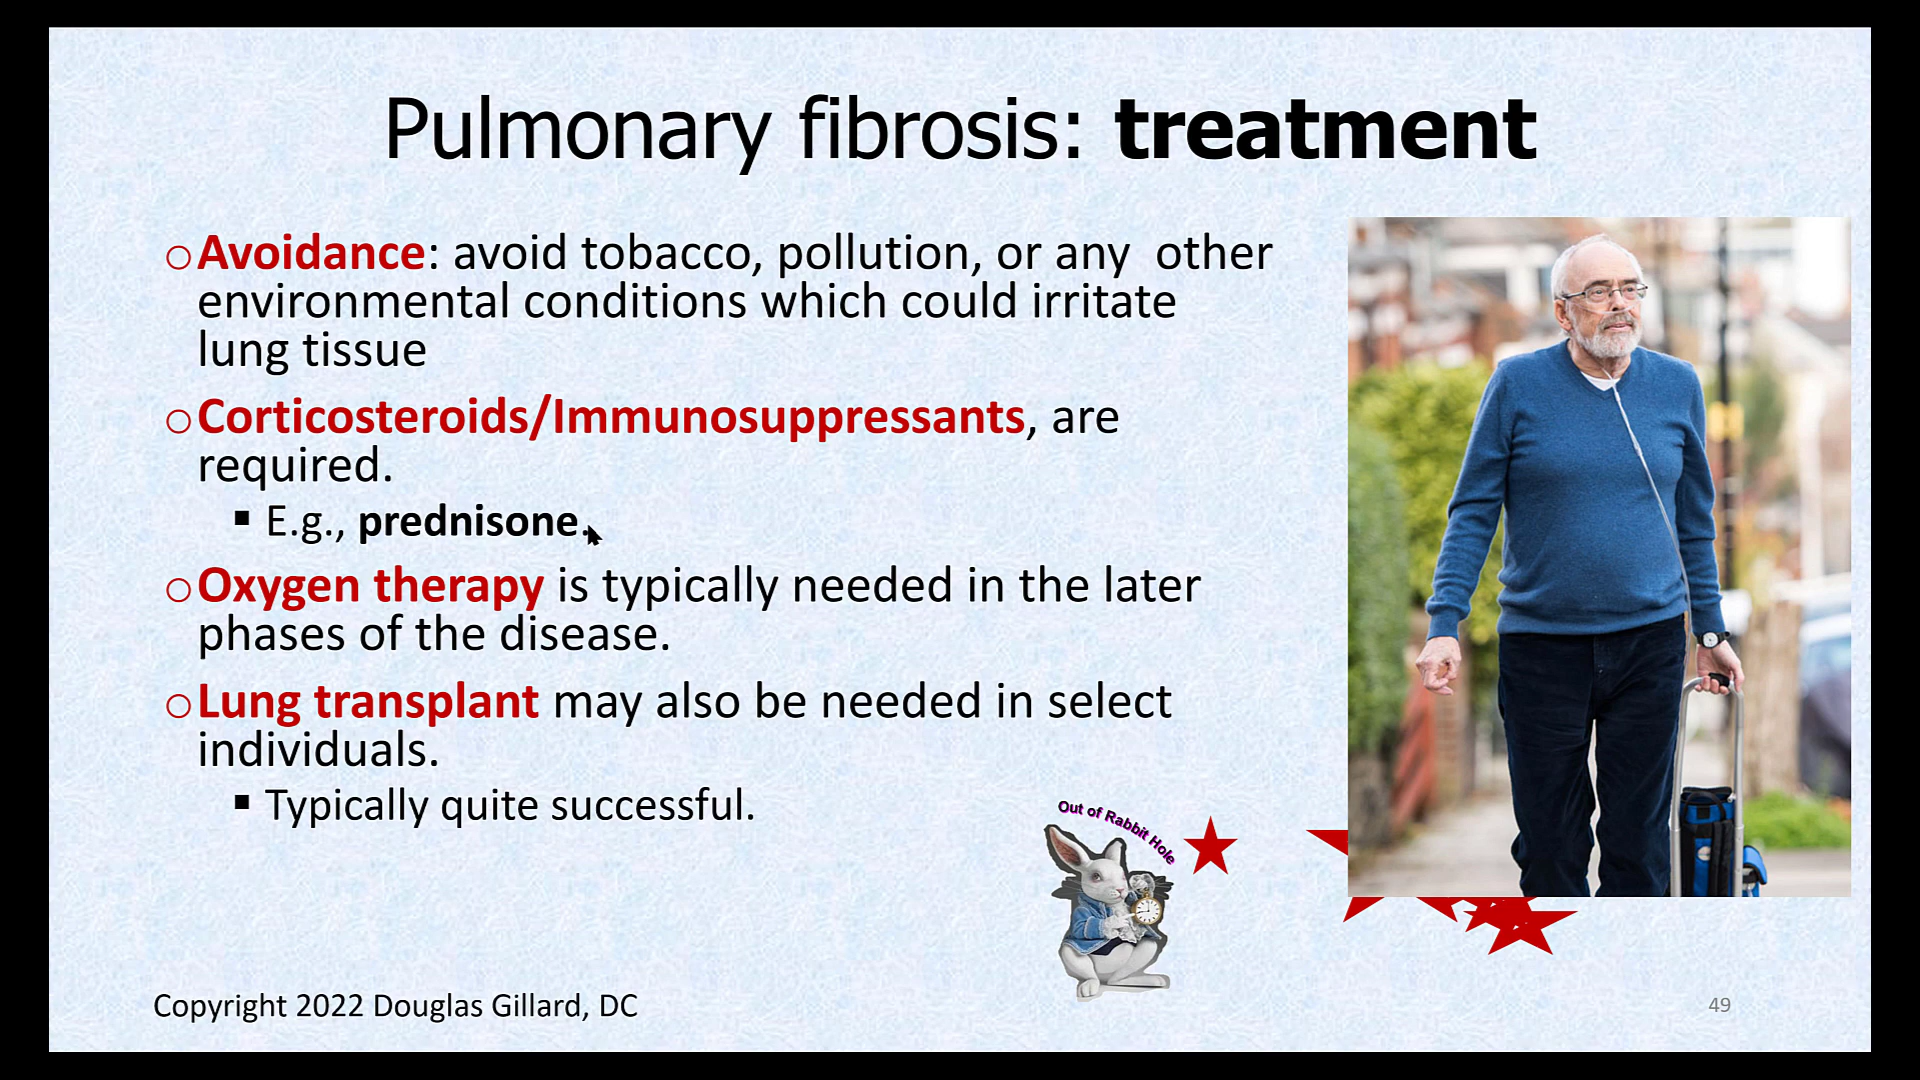 Pulmonary fibrosis: treatment
Avoidance: avoid tobacco, pollution, or any  other
environmental conditions which could irritate
lung tissue
Corticosteroids/Immunosuppressants, are
required.
E.g., prednisone.
Oxygen therapy is typically needed in the later
phases of the disease.
Lung transplant may also be needed in select
individuals.
Typically quite successful.
Out of Rabbit Hole
Copyright 2022 Douglas Gillard, DC
49